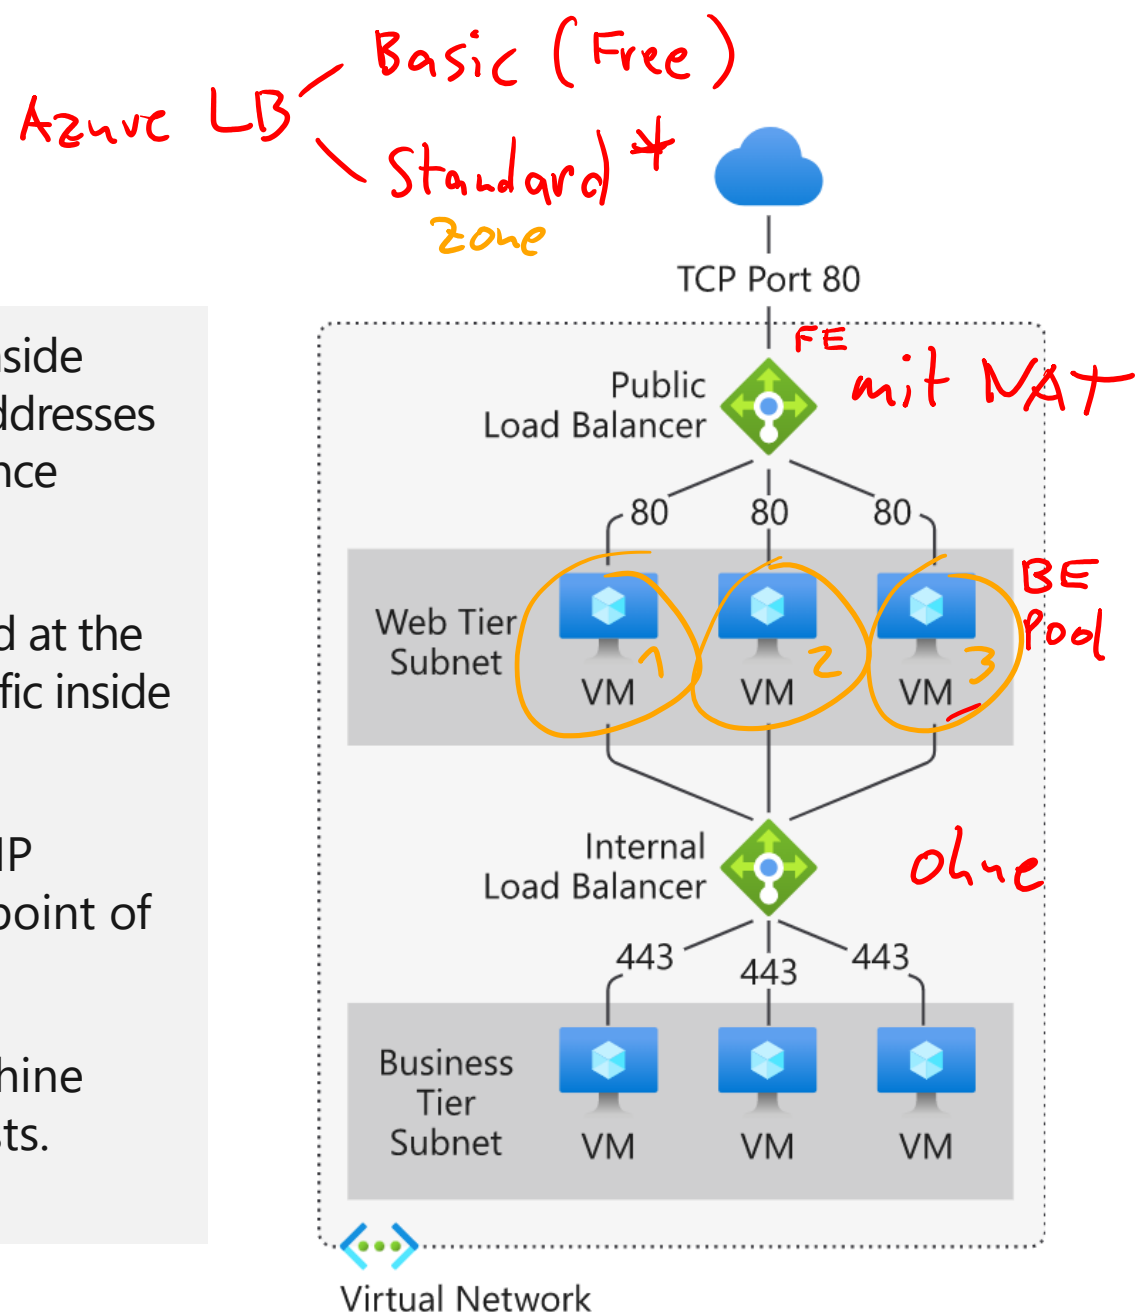 Basic (Free)
Azure LB
Standard *
Zone
TCP Port 80
nside
ddresses
nce
d at the
fic inside
IP
point of
hine
sts.
FE
mit NAT
Public
Load Balancer
80 80 80
BE
Pool
Web Tier
Subnet
1 2 3
VM VM VM
Internal
Load Balancer
ohne
443 443 443
Business
Tier
Subnet
VM VM VM
Virtual Network